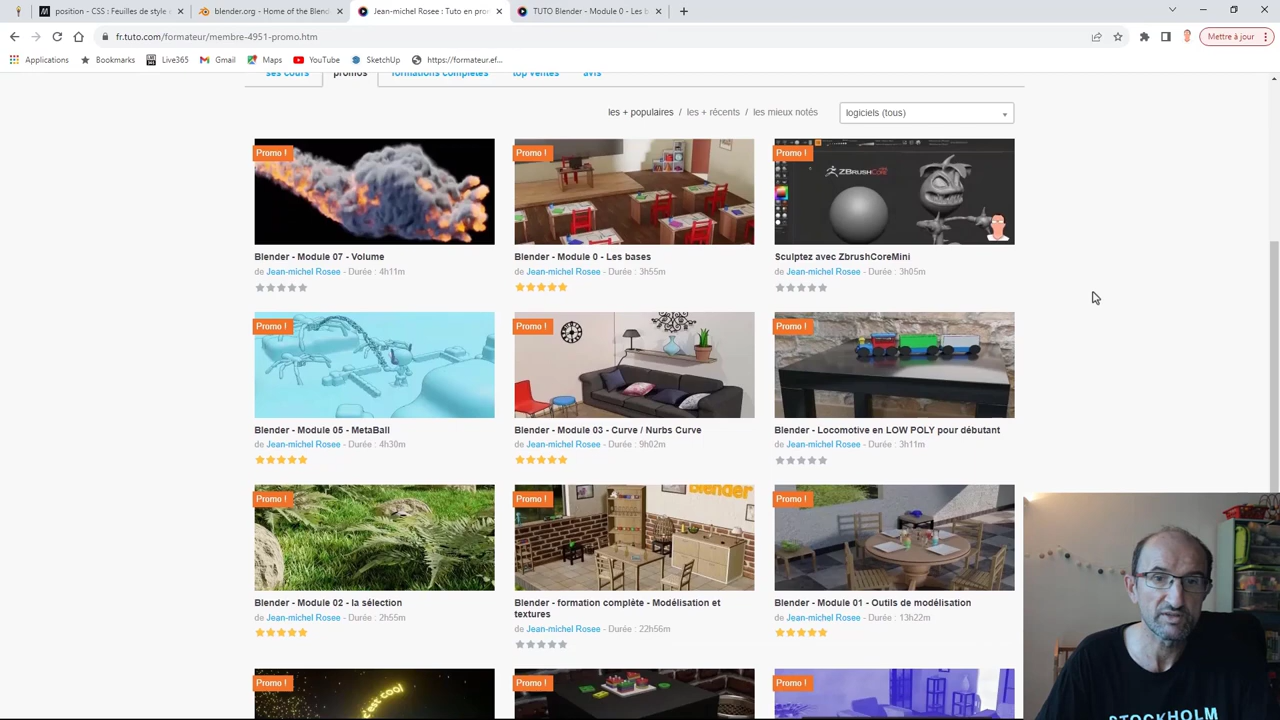 position - CSS : Feuilles de style
blender.org - Home of the Blend
Jean-michel Rosee : Tuto en pro
TUTO Blender - Module 0 - Les b
fr.tuto.com/formateur/membre-4951-promo.htm
Mettre à jour
Applications
Bookmarks
Live365
Gmail
Maps
YouTube
SketchUp
https://formateur.ef...
ses cours
promos
formations complètes
top ventes
avis
les + populaires / les + récents / les mieux notés
logiciels (tous)
Promo !
Promo !
Promo !
ZBRUSHCORE
Blender - Module 07 - Volume
de Jean-michel Rosee - Durée : 4h11m
Blender - Module 0 - Les bases
de Jean-michel Rosee - Durée : 3h55m
Sculptez avec ZbrushCoreMini
de Jean-michel Rosee - Durée : 3h05m
Promo !
Promo !
Promo !
Blender - Module 05 - MetaBall
de Jean-michel Rosee - Durée : 4h30m
Blender - Module 03 - Curve / Nurbs Curve
de Jean-michel Rosee - Durée : 9h02m
Blender - Locomotive en LOW POLY pour débutant
de Jean-michel Rosee - Durée : 3h11m
Promo !
Promo !
Promo !
Blender
Blender - Module 02 - la sélection
de Jean-michel Rosee - Durée : 2h55m
Blender - formation complète - Modélisation et
textures
de Jean-michel Rosee - Durée : 22h56m
Blender - Module 01 - Outils de modélisation
de Jean-michel Rosee - Durée : 13h22m
Promo !
Promo !
Promo !
c'est cool
STOCKHOLM